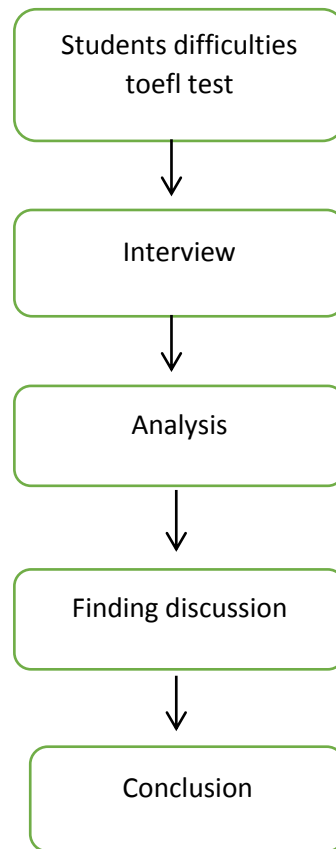 Students difficulties
toefl test
Interview
Analysis
Finding discussion
Conclusion